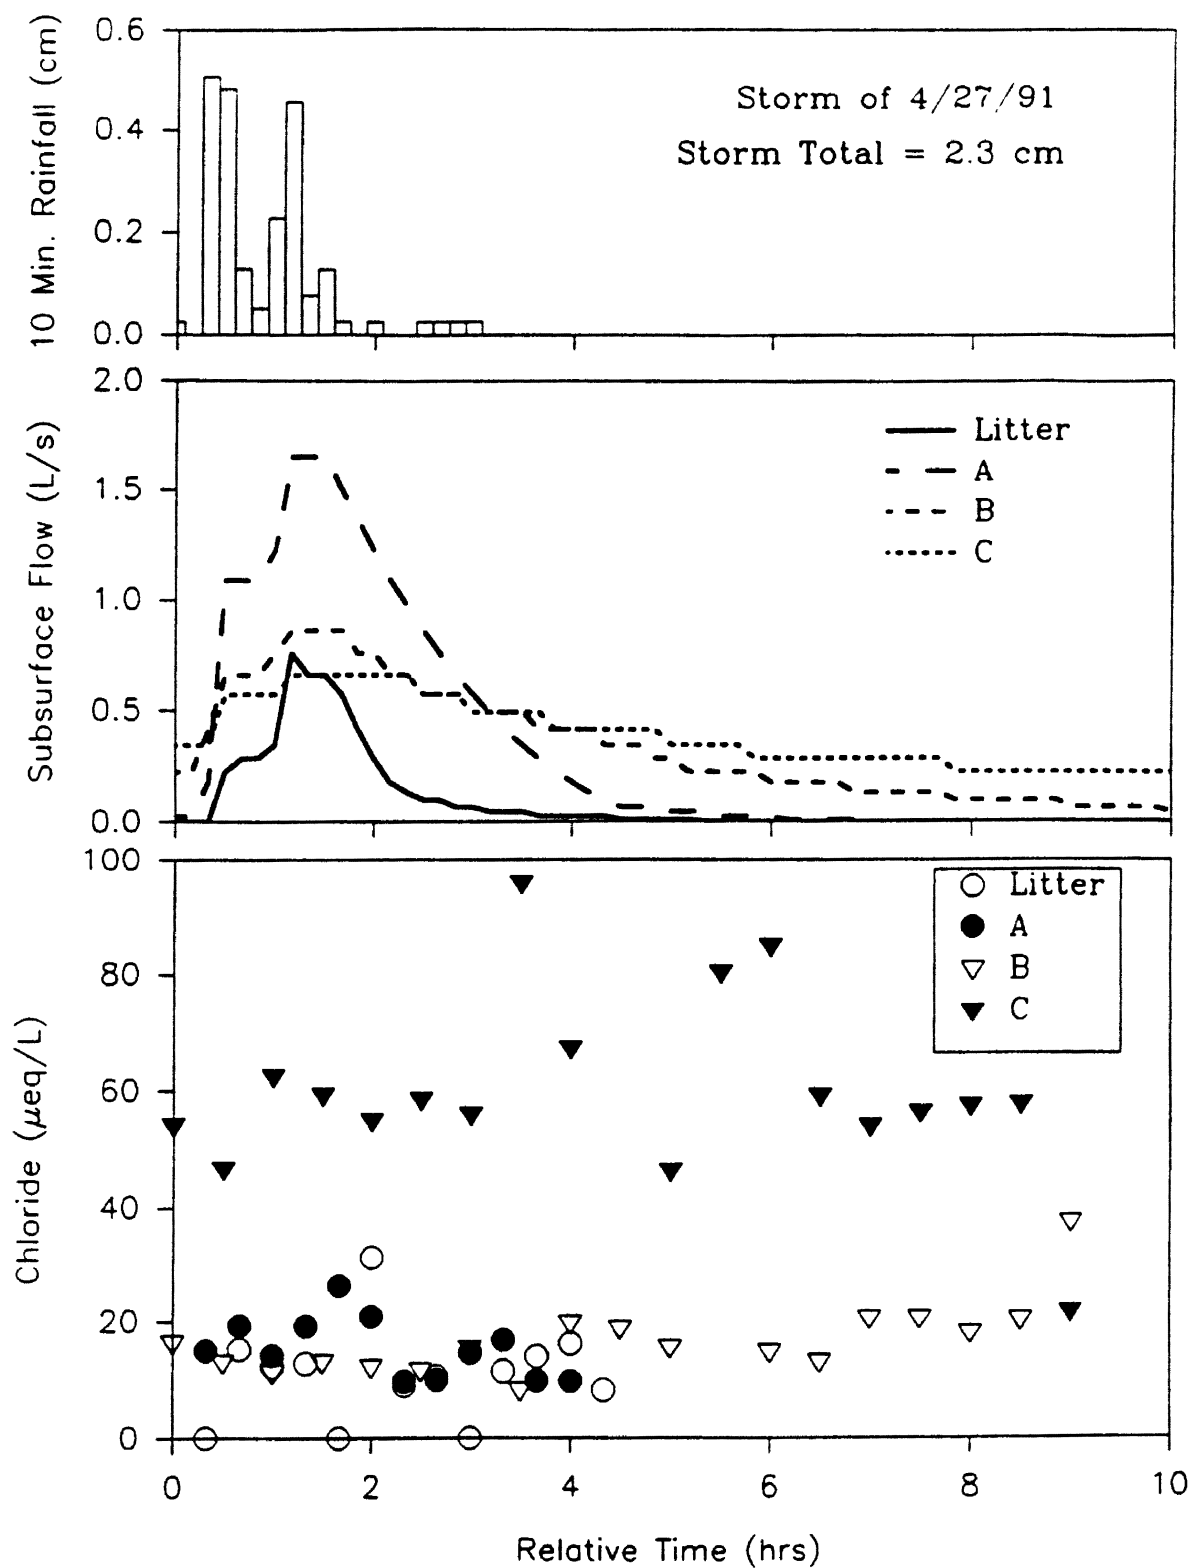 0.6
0.4
0.2
0.0
10 Min. Rainfall (cm)
Storm of 4/27/91
Storm Total = 2.3 cm
2.0
1.5
1.0
0.5
0.0
Subsurface Flow (L/s)
Litter
A
B
C
100
80
60
40
20
0
Chloride (μeq/L)
Litter
A
B
C
0 2 4 6 8 10
Relative Time (hrs)